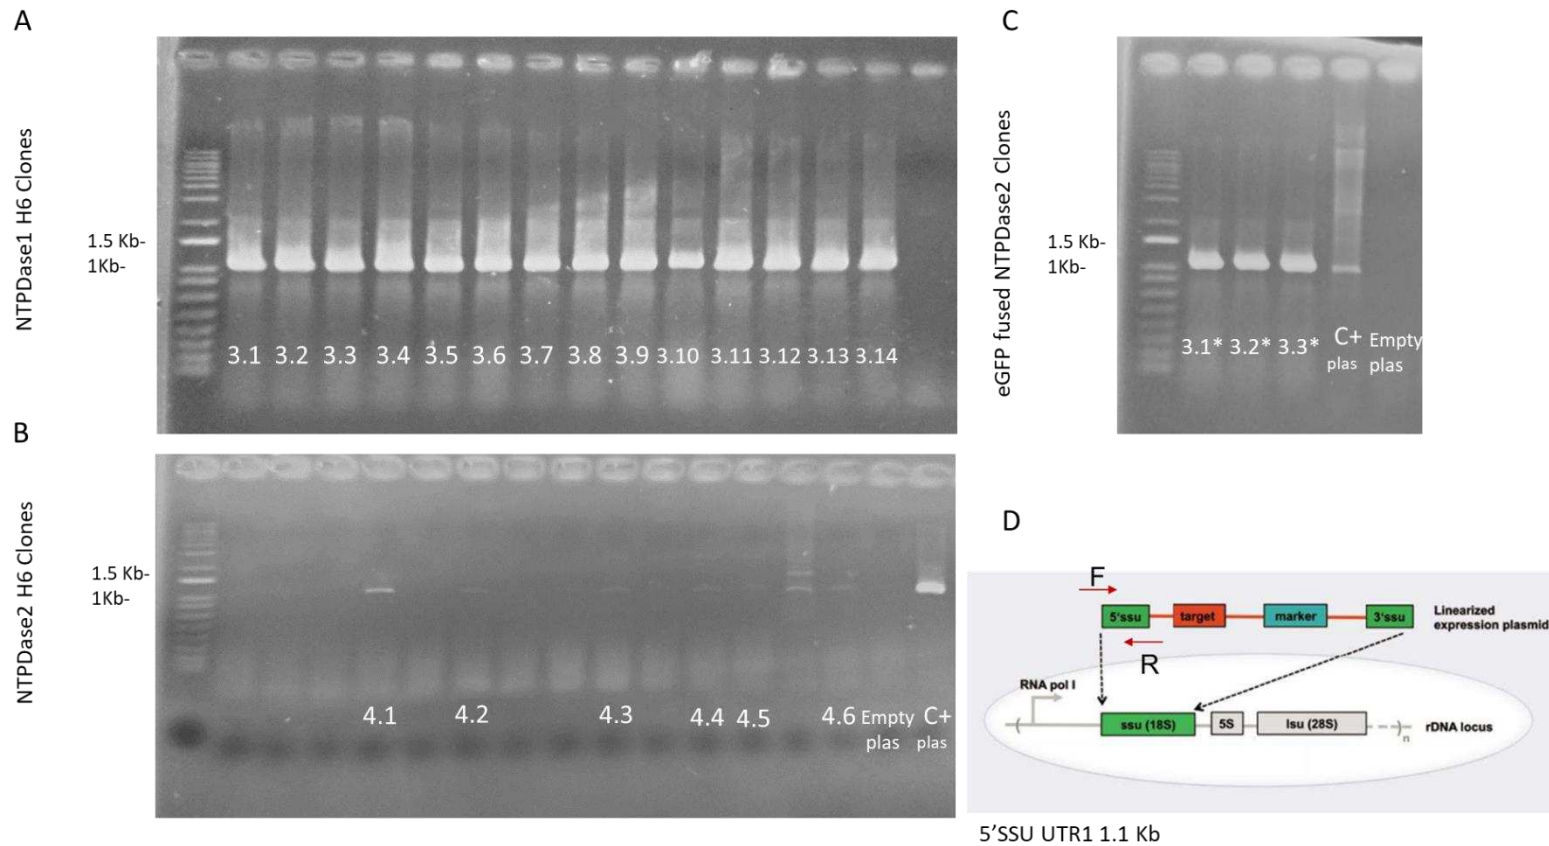 A
NTPDase1 H6 Clones
1.5 Kb-
1Kb-
3.1 3.2 3.3 3.4 3.5 3.6 3.7 3.8 3.9 3.10 3.11 3.12 3.13 3.14
B
NTPDase2 H6 Clones
1.5 Kb-
1Kb-
4.1 4.2 4.3 4.4 4.5 4.6 Empty C+
plas plas
C
eGFP fused NTPDase2 Clones
1.5 Kb-
1Kb-
3.1* 3.2* 3.3* C+ Empty
plas plas
D
F
5'ssu target marker 3'ssu Linearized
expression plasmid
R
RNA pol I
ssu (18S) 5S lsu (28S) n rDNA locus
5'SSU UTR1 1.1 Kb